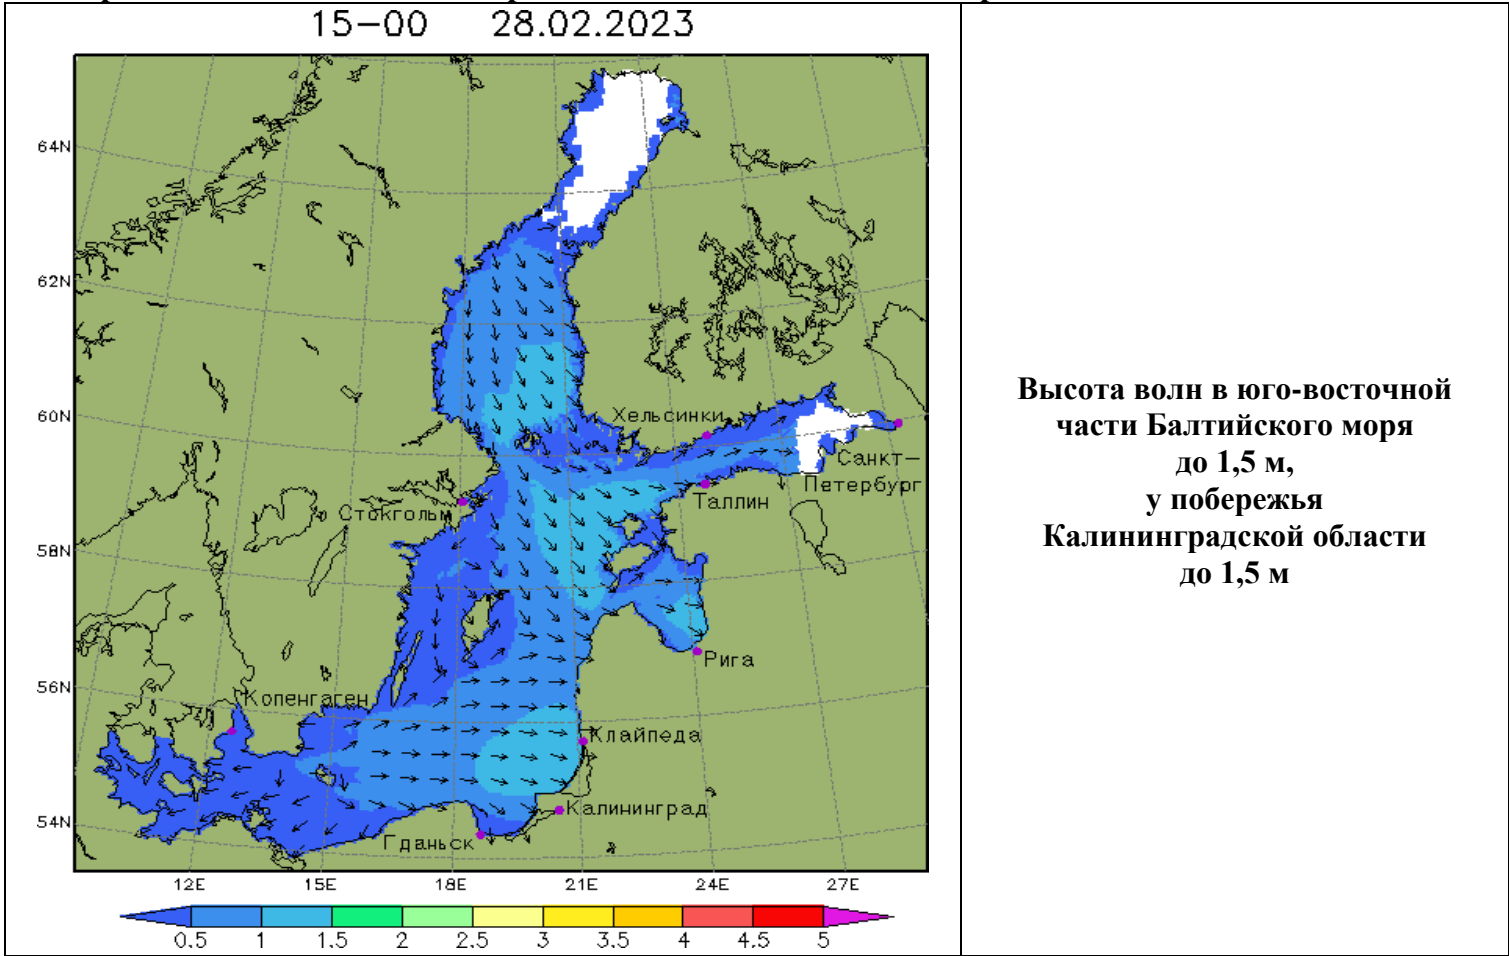 15-00 28.02.2023
64N
62N
60N
58N
56N
54N
Хельсинки
Санкт-
Петербург
Таллин
Стокгольм
Рига
Копенгаген
Клайпеда
Калининград
Гданьск
12E 15E 18E 21E 24E 27E
0.5 1 1.5 2 2.5 3 3.5 4 4.5 5
Высота волн в юго-восточной
части Балтийского моря
до 1,5 м,
у побережья
Калининградской области
до 1,5 м